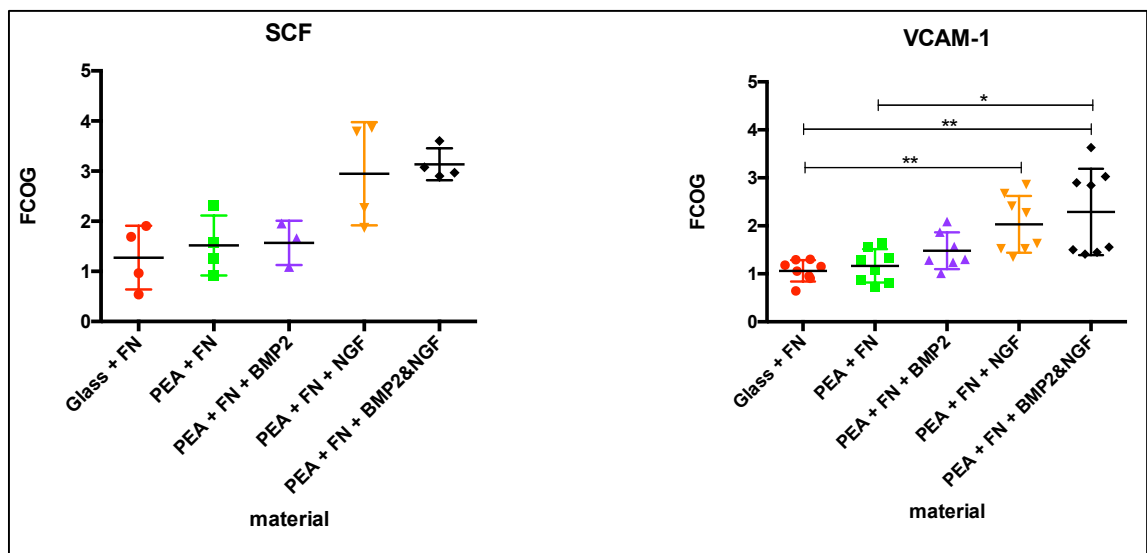 SCF
5
4
3
2
1
0
FCOG
Glass + FN
PEA + FN
PEA + FN + BMP2
PEA + FN + NGF
PEA + FN + BMP2&NGF
material
VCAM-1
5
4
3
2
1
0
FCOG
*
**
**
Glass + FN
PEA + FN
PEA + FN + BMP2
PEA + FN + NGF
PEA + FN + BMP2&NGF
material